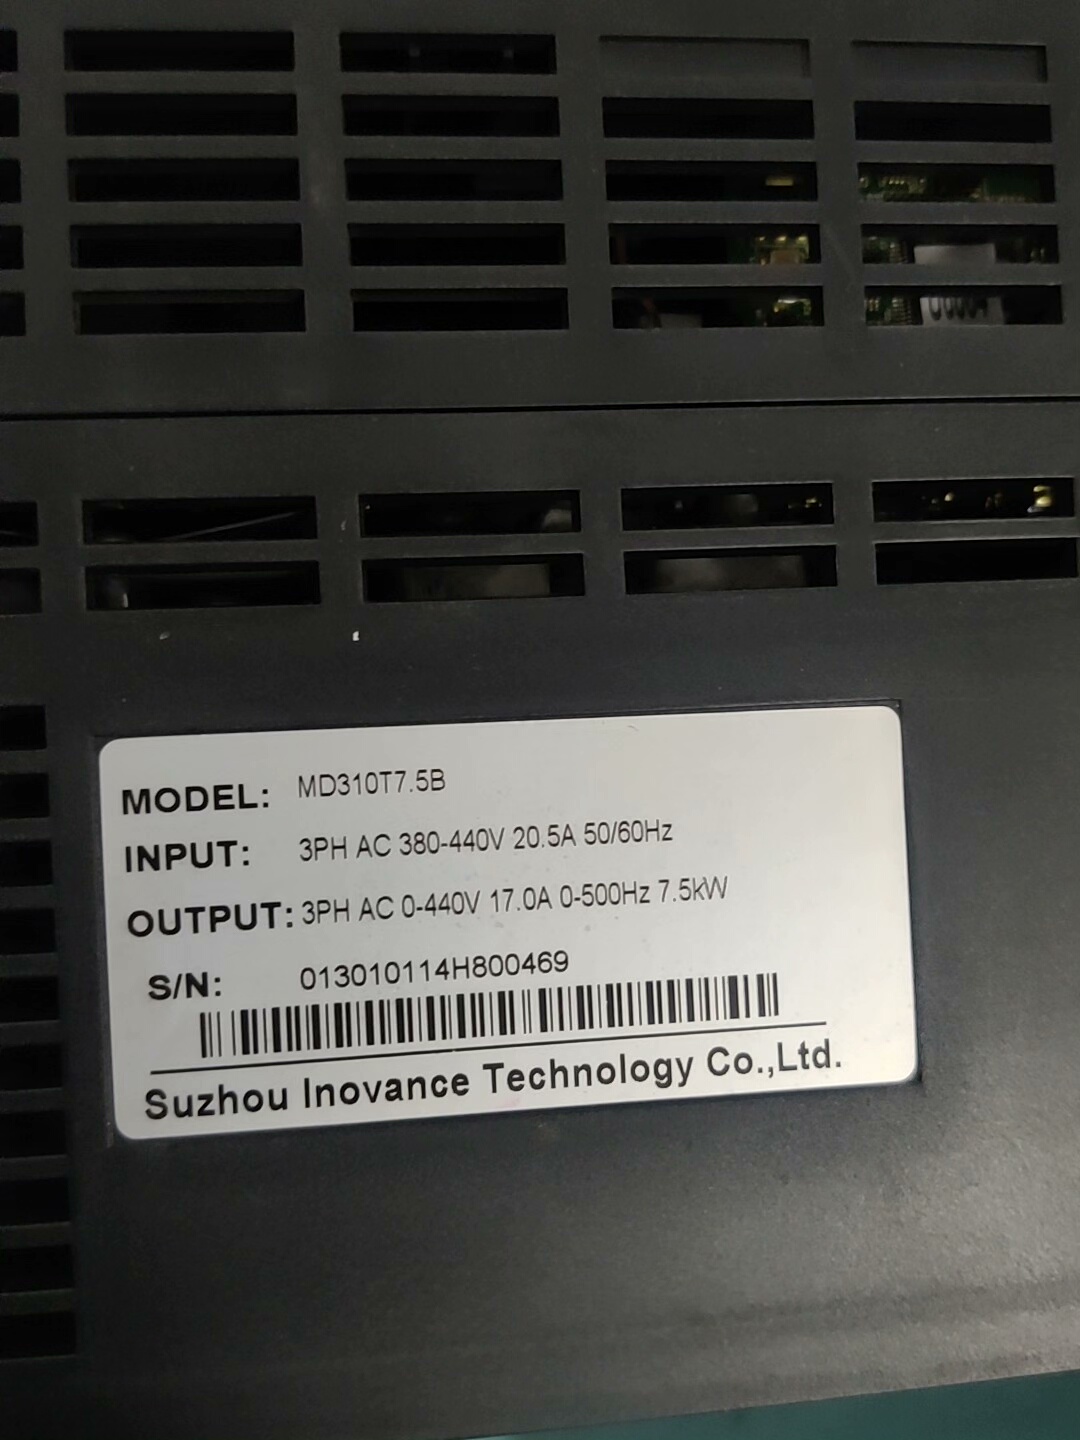 MODEL: MD310T7.5B
INPUT: 3PH AC 380-440V 20.5A 50/60Hz
OUTPUT: 3PH AC 0-440V 17.0A 0-500Hz 7.5kW
S/N: 013010114H800469
Suzhou Inovance Technology Co.,Ltd.